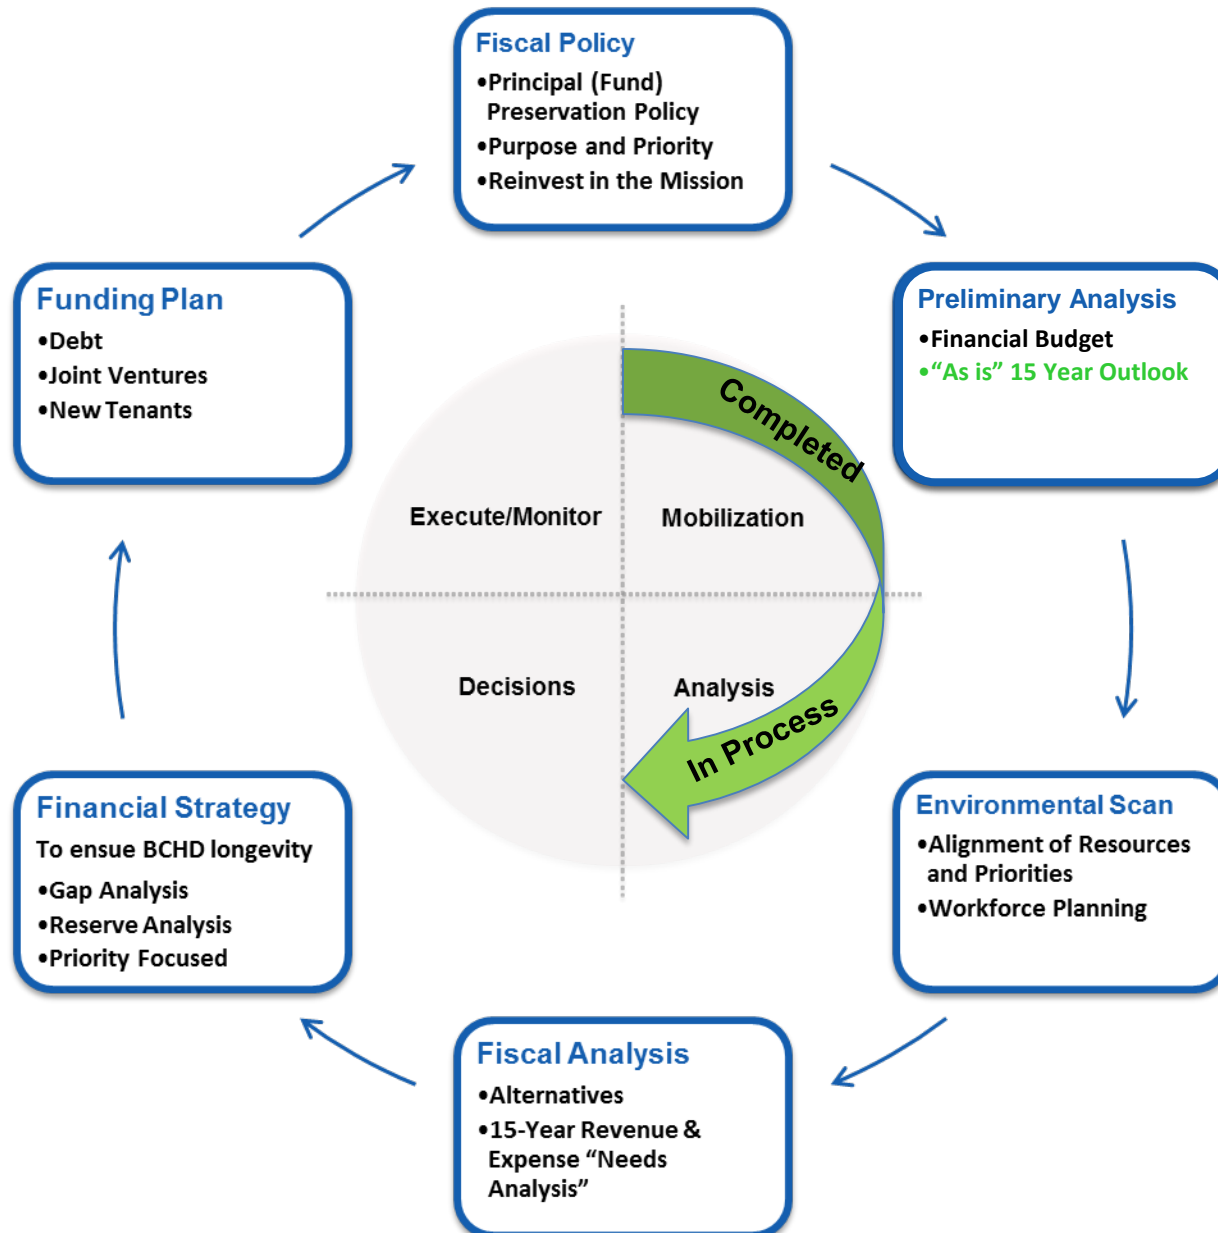 Fiscal Policy
•Principal (Fund)
Preservation Policy
•Purpose and Priority
•Reinvest in the Mission
Funding Plan
•Debt
•Joint Ventures
•New Tenants
Preliminary Analysis
•Financial Budget
•“As is” 15 Year Outlook
Completed
Execute/Monitor
Mobilization
Decisions
Analysis
In Process
Financial Strategy
To ensue BCHD longevity
•Gap Analysis
•Reserve Analysis
•Priority Focused
Environmental Scan
•Alignment of Resources
and Priorities
•Workforce Planning
Fiscal Analysis
•Alternatives
•15-Year Revenue &
Expense “Needs
Analysis”